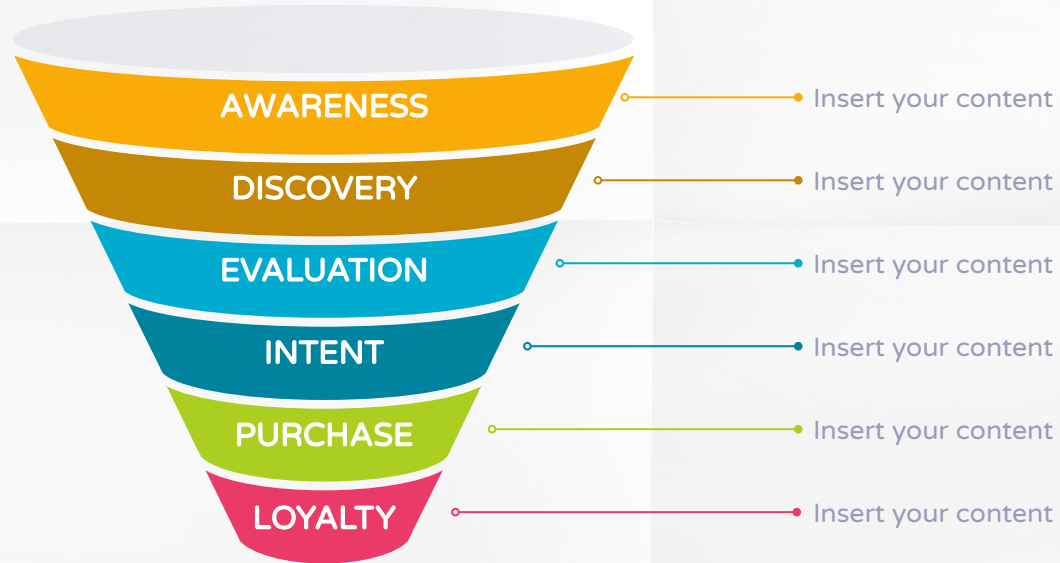 AWARENESS Insert your content
DISCOVERY Insert your content
EVALUATION Insert your content
INTENT Insert your content
PURCHASE Insert your content
LOYALTY Insert your content